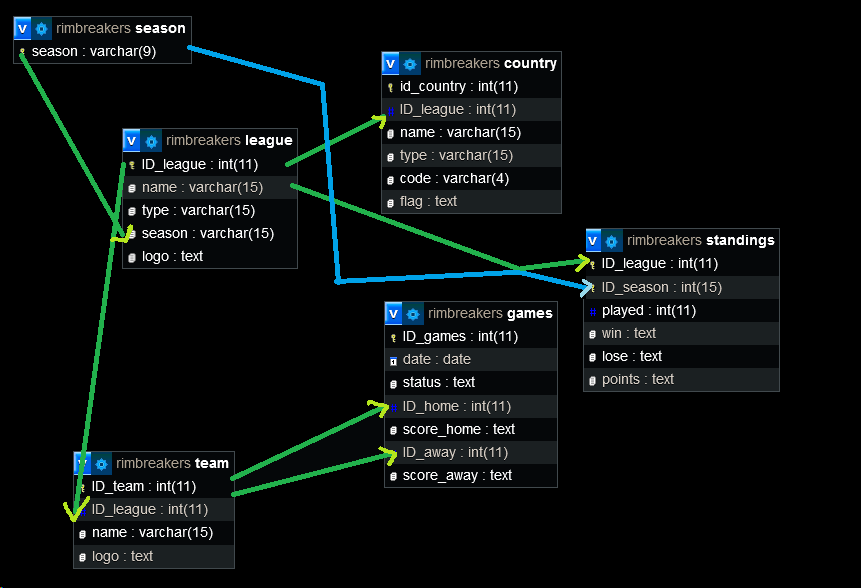 v rimbreakers season
season : varchar(9)
v rimbreakers country
id_country : int(11)
ID_league : int(11)
name : varchar(15)
type : varchar(15)
code : varchar(4)
flag : text
v rimbreakers league
ID_league : int(11)
name : varchar(15)
type : varchar(15)
season : varchar(15)
logo : text
v rimbreakers standings
ID_league : int(11)
ID_season : int(15)
played : int(11)
win : text
lose : text
points : text
v rimbreakers games
ID_games : int(11)
date : date
status : text
ID_home : int(11)
score_home : text
ID_away : int(11)
score_away : text
v rimbreakers team
ID_team : int(11)
ID_league : int(11)
name : varchar(15)
logo : text